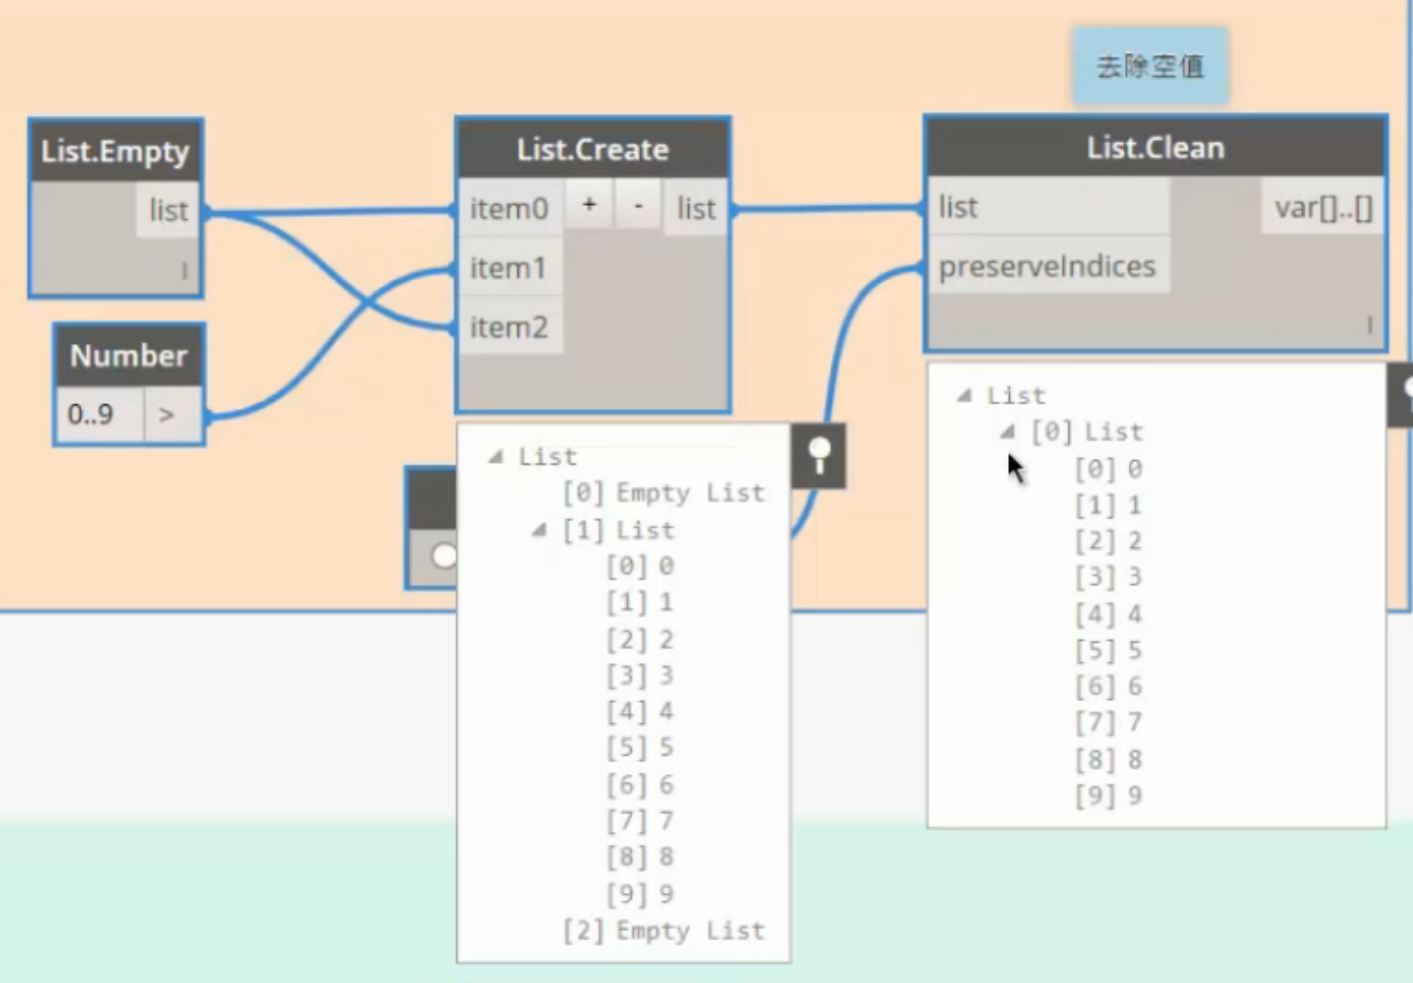 去除空值
List.Empty
list
l
Number
0..9 >
List.Create
item0 + - list
item1
item2
List
[0] Empty List
[1] List
[0] 0
[1] 1
[2] 2
[3] 3
[4] 4
[5] 5
[6] 6
[7] 7
[8] 8
[9] 9
[2] Empty List
List.Clean
list var[]..[]
preserveIndices
l
List
[0] List
[0] 0
[1] 1
[2] 2
[3] 3
[4] 4
[5] 5
[6] 6
[7] 7
[8] 8
[9] 9